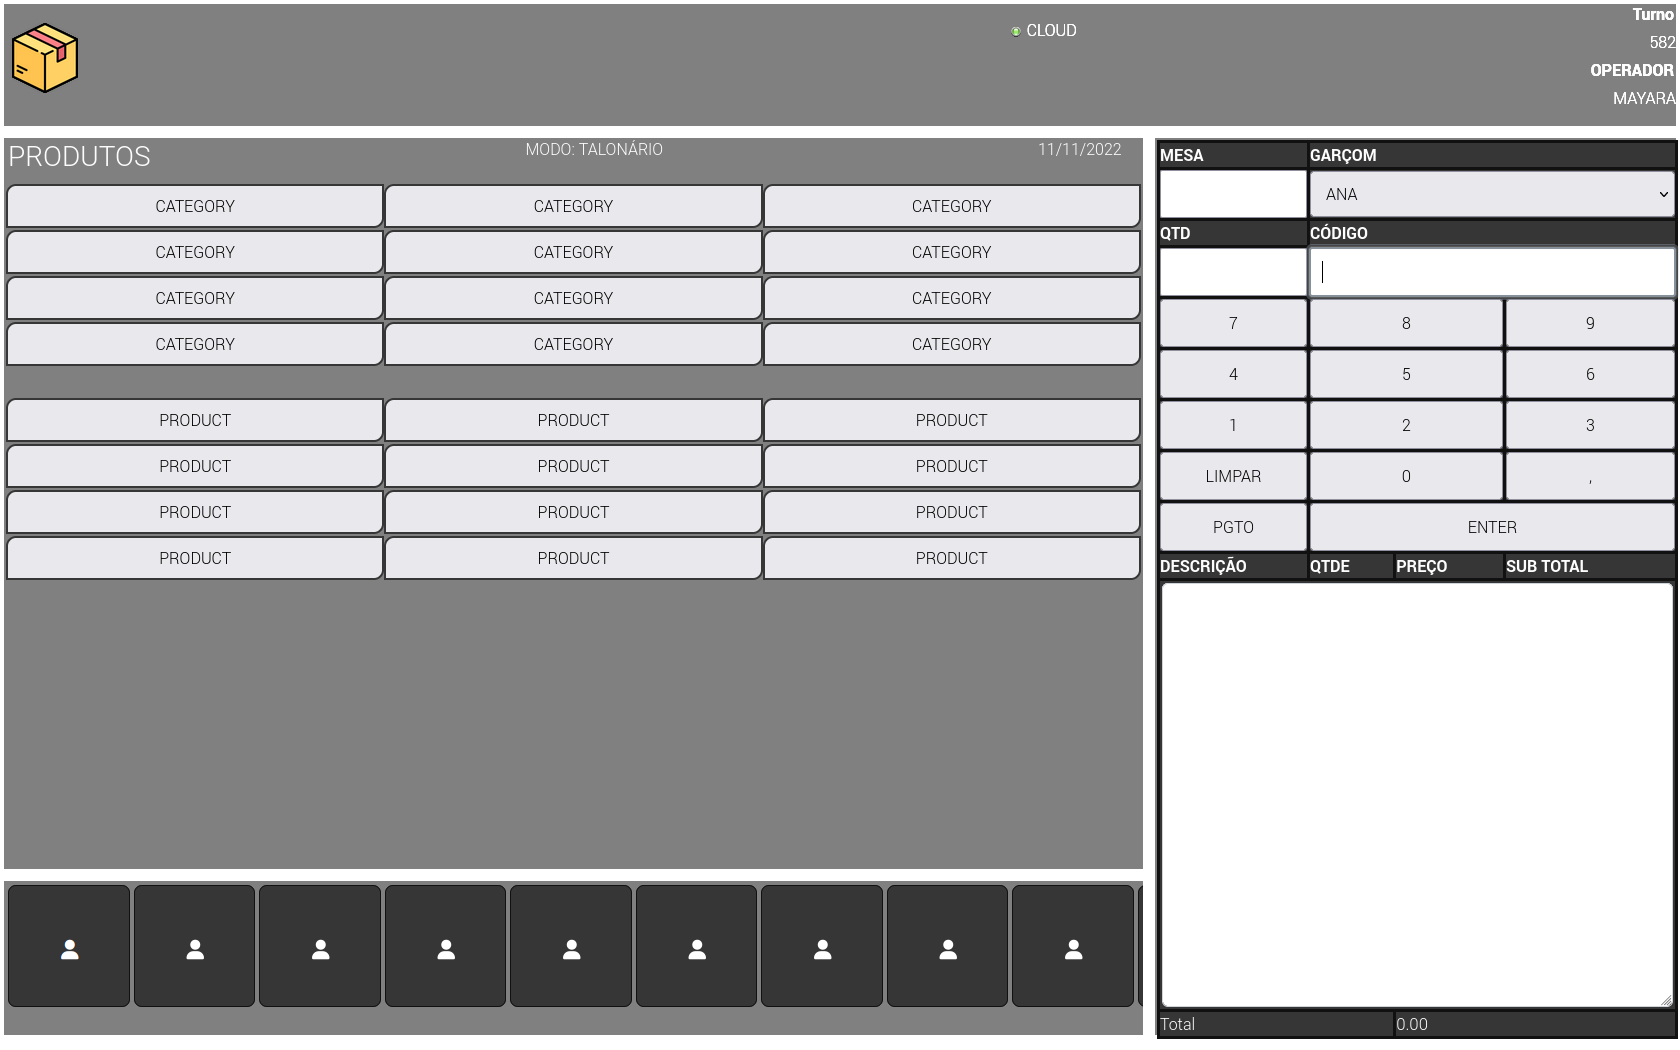 CLOUD
Turno
582
OPERADOR
MAYARA
PRODUTOS MODO: TALONÁRIO 11/11/2022
CATEGORY CATEGORY CATEGORY
CATEGORY CATEGORY CATEGORY
CATEGORY CATEGORY CATEGORY
CATEGORY CATEGORY CATEGORY
PRODUCT PRODUCT PRODUCT
PRODUCT PRODUCT PRODUCT
PRODUCT PRODUCT PRODUCT
PRODUCT PRODUCT PRODUCT
MESA GARÇOM
ANA
QTD CÓDIGO
7 8 9
4 5 6
1 2 3
LIMPAR 0 ,
PGTO ENTER
DESCRIÇÃO QTDE PREÇO SUB TOTAL
Total 0.00